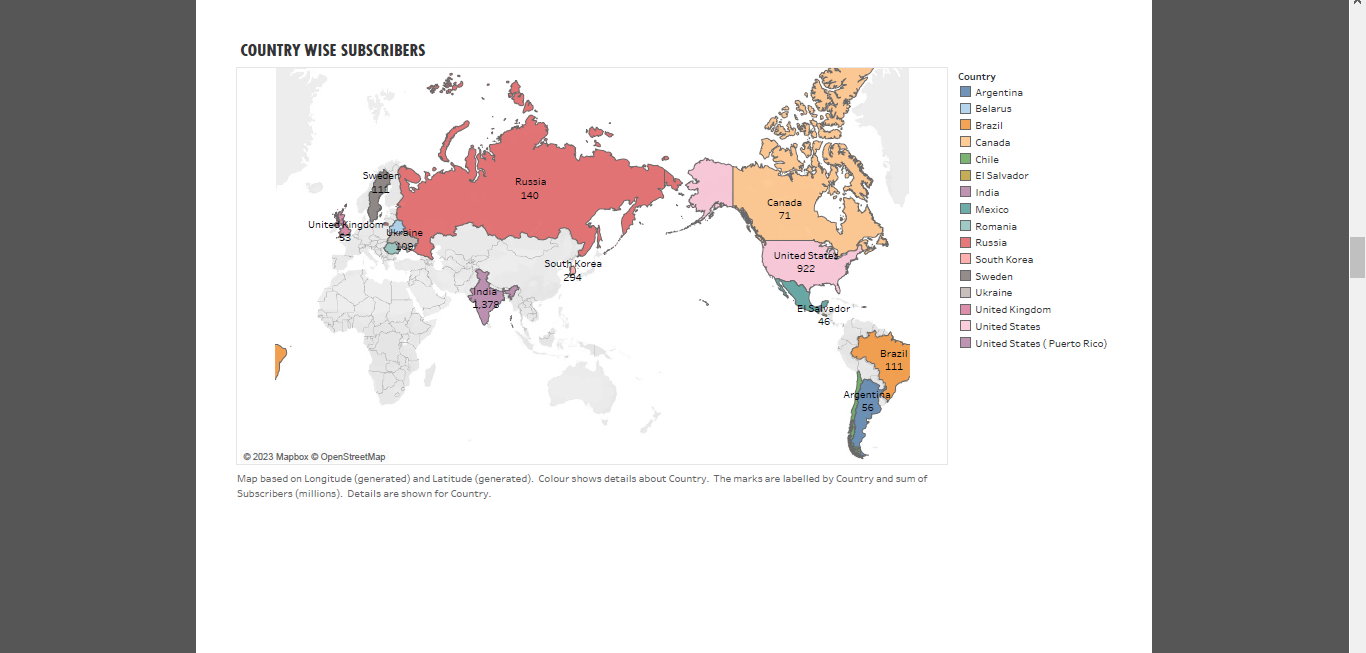 COUNTRY WISE SUBSCRIBERS
Sweden
111
Russia
140
United Kingdom
53
Ukraine
109
South Korea
294
India
1,378
Canada
71
United States
922
El Salvador
46
Brazil
111
Argentina
56
© 2023 Mapbox © OpenStreetMap
Country
Argentina
Belarus
Brazil
Canada
Chile
El Salvador
India
Mexico
Romania
Russia
South Korea
Sweden
Ukraine
United Kingdom
United States
United States ( Puerto Rico)
Map based on Longitude (generated) and Latitude (generated). Colour shows details about Country. The marks are labelled by Country and sum of
Subscribers (millions). Details are shown for Country.